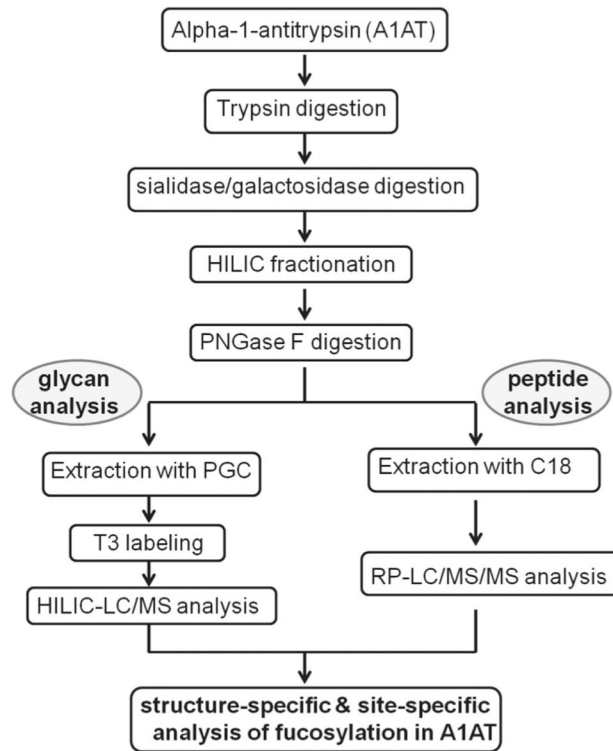 Alpha-1-antitrypsin (A1AT)
Trypsin digestion
sialidase/galactosidase digestion
HILIC fractionation
PNGase F digestion
glycan
analysis
peptide
analysis
Extraction with PGC
Extraction with C18
T3 labeling
RP-LC/MS/MS analysis
HILIC-LC/MS analysis
structure-specific & site-specific
analysis of fucosylation in A1AT